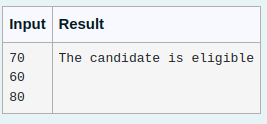 Input Result
70 The candidate is eligible
60
80